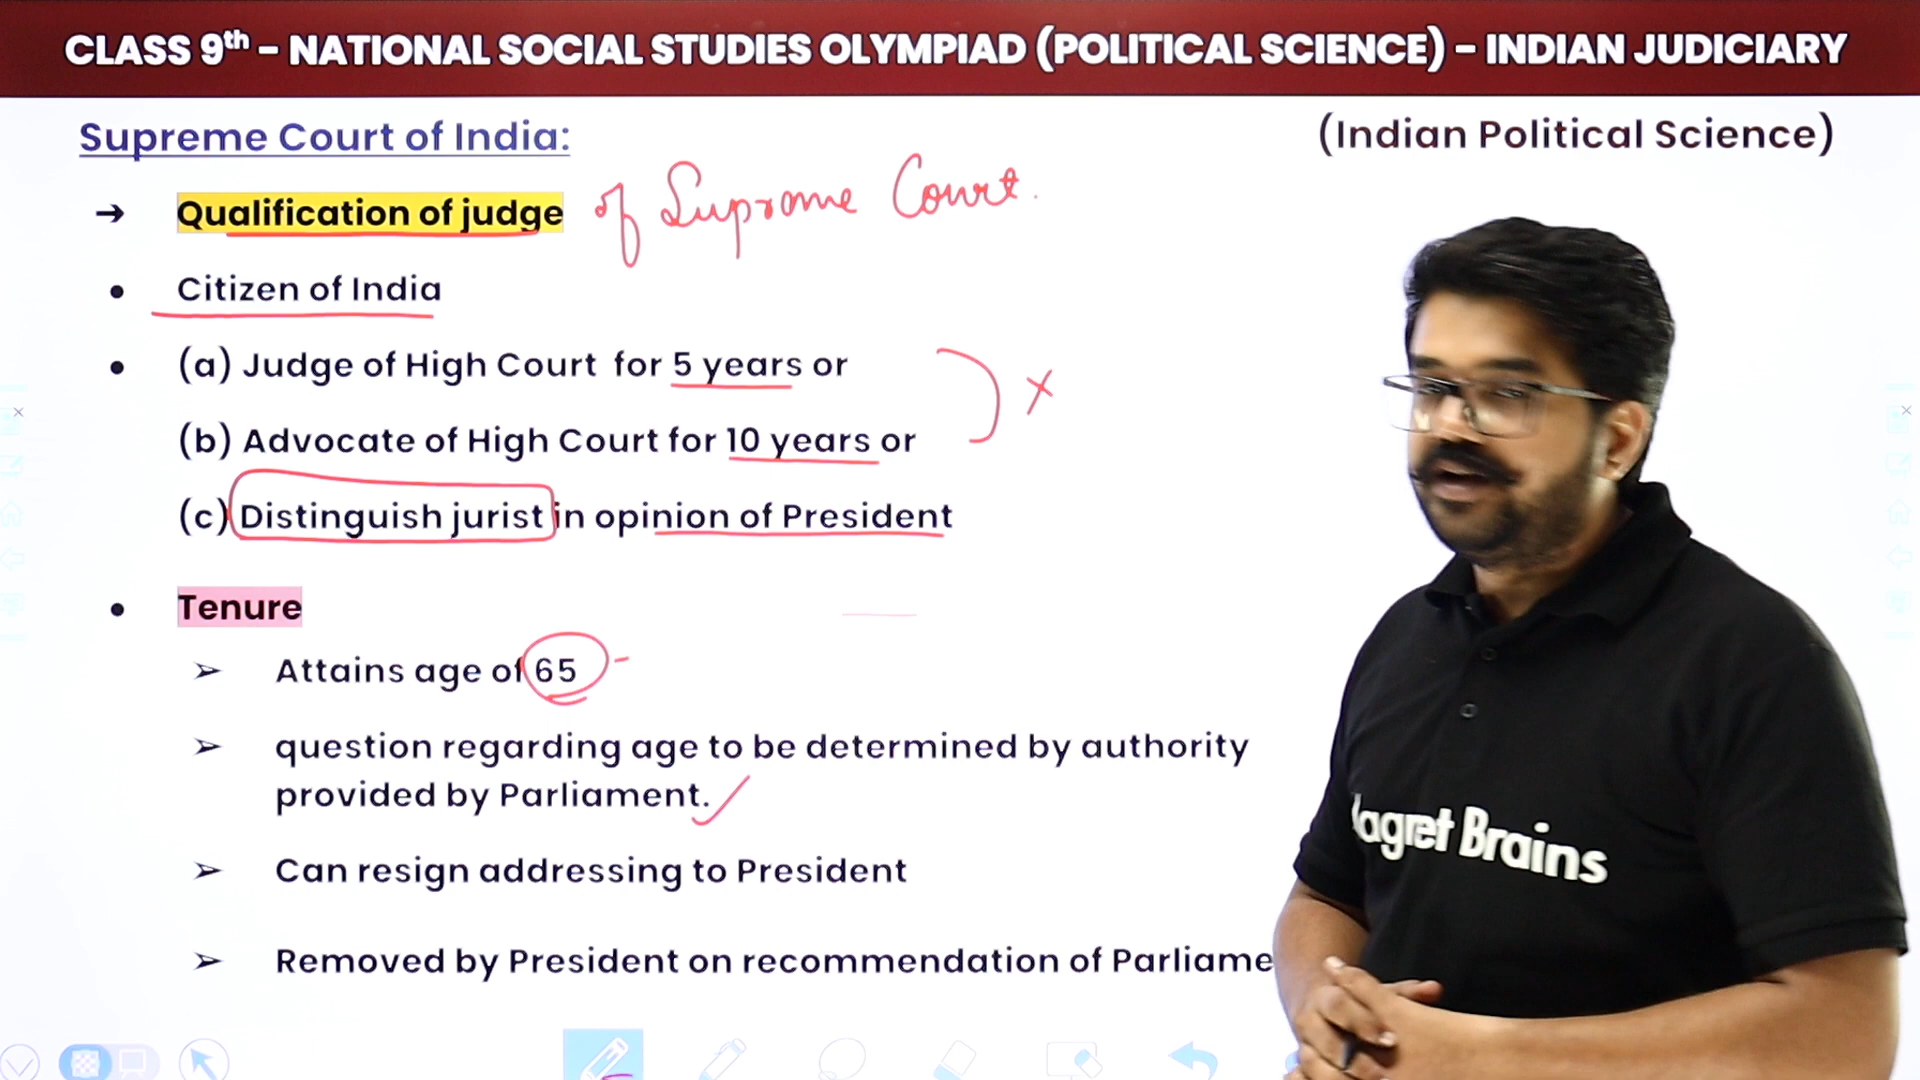 CLASS 9th – NATIONAL SOCIAL STUDIES OLYMPIAD (POLITICAL SCIENCE) – INDIAN JUDICIARY
Supreme Court of India:
(Indian Political Science)
➔ Qualification of judge of Supreme Court.
• Citizen of India
• (a) Judge of High Court for 5 years or
(b) Advocate of High Court for 10 years or
(c) Distinguish jurist in opinion of President
• Tenure
➢ Attains age of 65
➢ question regarding age to be determined by authority
provided by Parliament.
➢ Can resign addressing to President
➢ Removed by President on recommendation of Parliame
agnet Brains